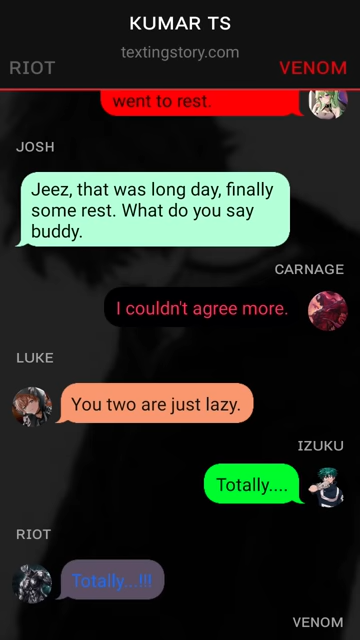 KUMAR TS
textingstory.com
RIOT
VENOM
went to rest.
JOSH
Jeez, that was long day, finally
some rest. What do you say
buddy.
CARNAGE
I couldn't agree more.
LUKE
You two are just lazy.
IZUKU
Totally....
RIOT
Totally...!!!
VENOM